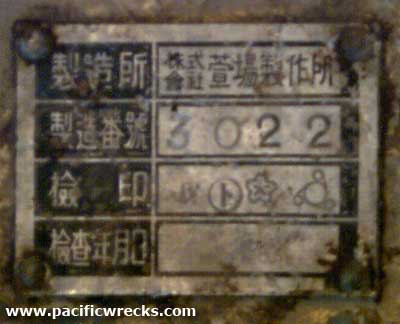 製造所 株式會社 萱場製作所
製造番號 3022
檢印 ㋣
檢査年月日
www.pacificwrecks.com